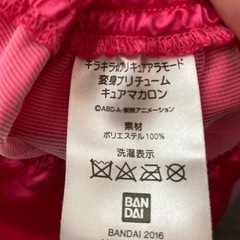 キラキラ☆プリキュアアラモード
変身プリチューム
キュアマカロン
©ABC-A・東映アニメーション
素材
ポリエステル100%
洗濯表示
BAN
DAI
BANDAI 2016